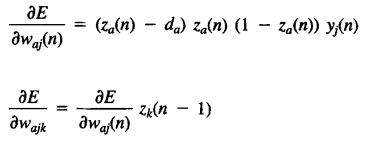 ∂E/∂w_aj(n) = (z_a(n) − d_a) z_a(n) (1 − z_a(n)) y_j(n)
∂E/∂w_ajk = ∂E/∂w_aj(n) z_k(n − 1)